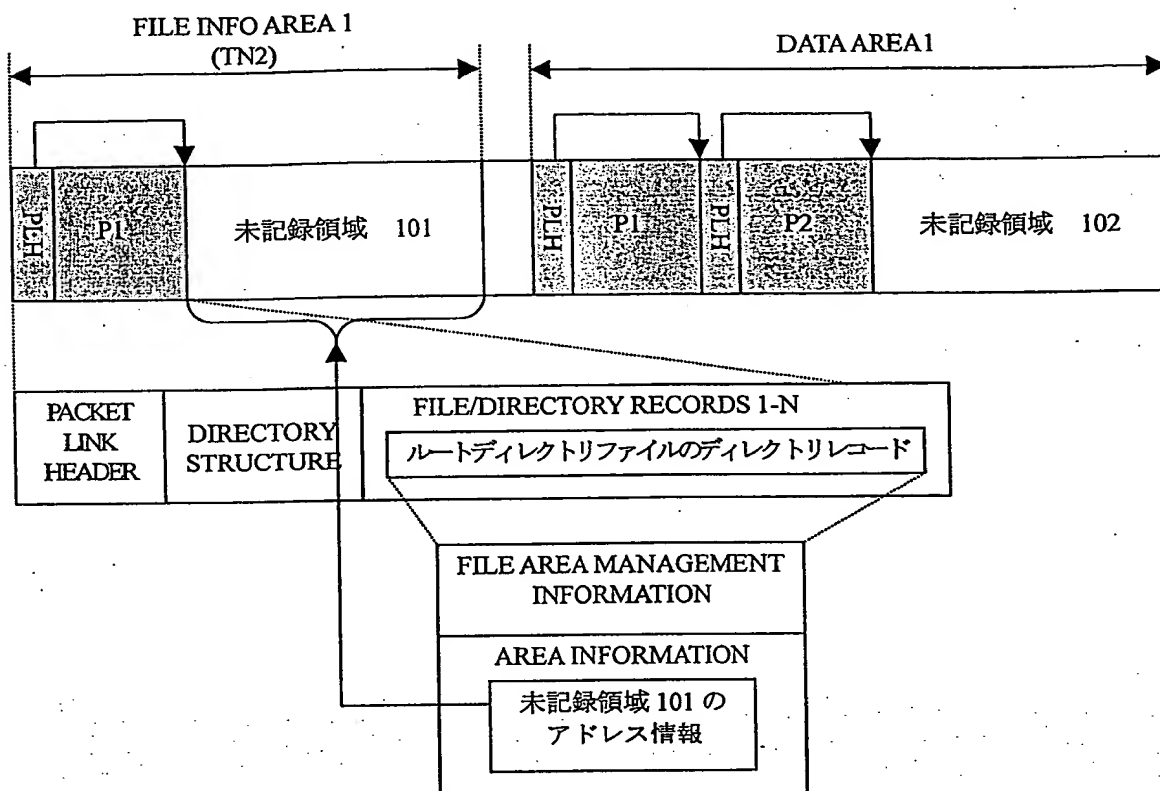 FILE INFO AREA 1
(TN2)
DATA AREA1
PLH
P1
未記録領域 101
PLH
P1
PLH
P2
未記録領域 102
PACKET
LINK
HEADER
DIRECTORY
STRUCTURE
FILE/DIRECTORY RECORDS 1-N
ルートディレクトリファイルのディレクトリレコード
FILE AREA MANAGEMENT
INFORMATION
AREA INFORMATION
未記録領域 101 の
アドレス情報